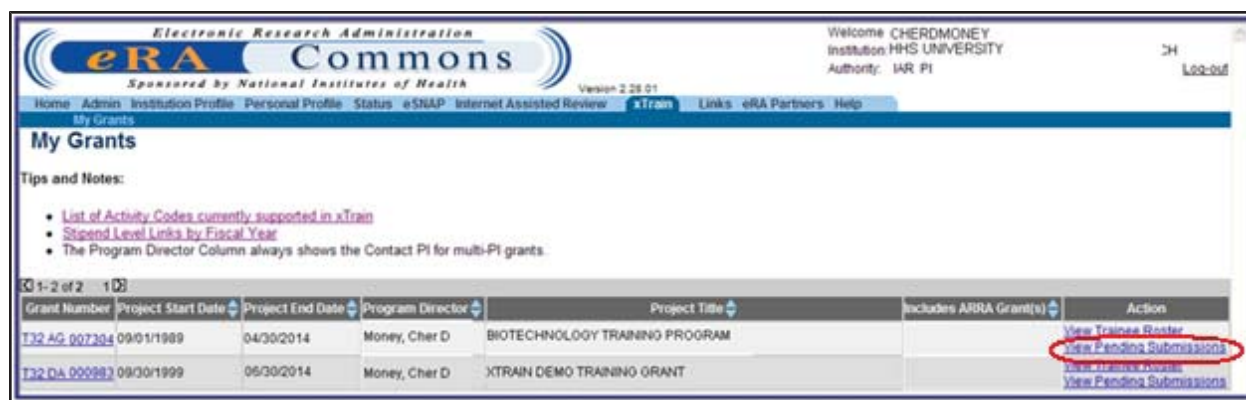 Electronic Research Administration
eRA Commons
Sponsored by National Institutes of Health
Version 2.26.01
Welcome CHERDMONEY
Institution: HHS UNIVERSITY
Authority: IAR PI
Log-out
Home Admin Institution Profile Personal Profile Status eSNAP Internet Assisted Review xTrain Links eRA Partners Help
My Grants
My Grants
Tips and Notes:
• List of Activity Codes currently supported in xTrain
• Stipend Level Links by Fiscal Year
• The Program Director Column always shows the Contact PI for multi-PI grants.
1- 2 of 2 1
Grant Number Project Start Date Project End Date Program Director Project Title Includes ARRA Grant(s) Action
T32 AG 007304 09/01/1989 04/30/2014 Money, Cher D BIOTECHNOLOGY TRAINING PROGRAM View Trainee Roster
View Pending Submissions
T32 DA 000983 09/30/1999 06/30/2014 Money, Cher D XTRAIN DEMO TRAINING GRANT View Trainee Roster
View Pending Submissions